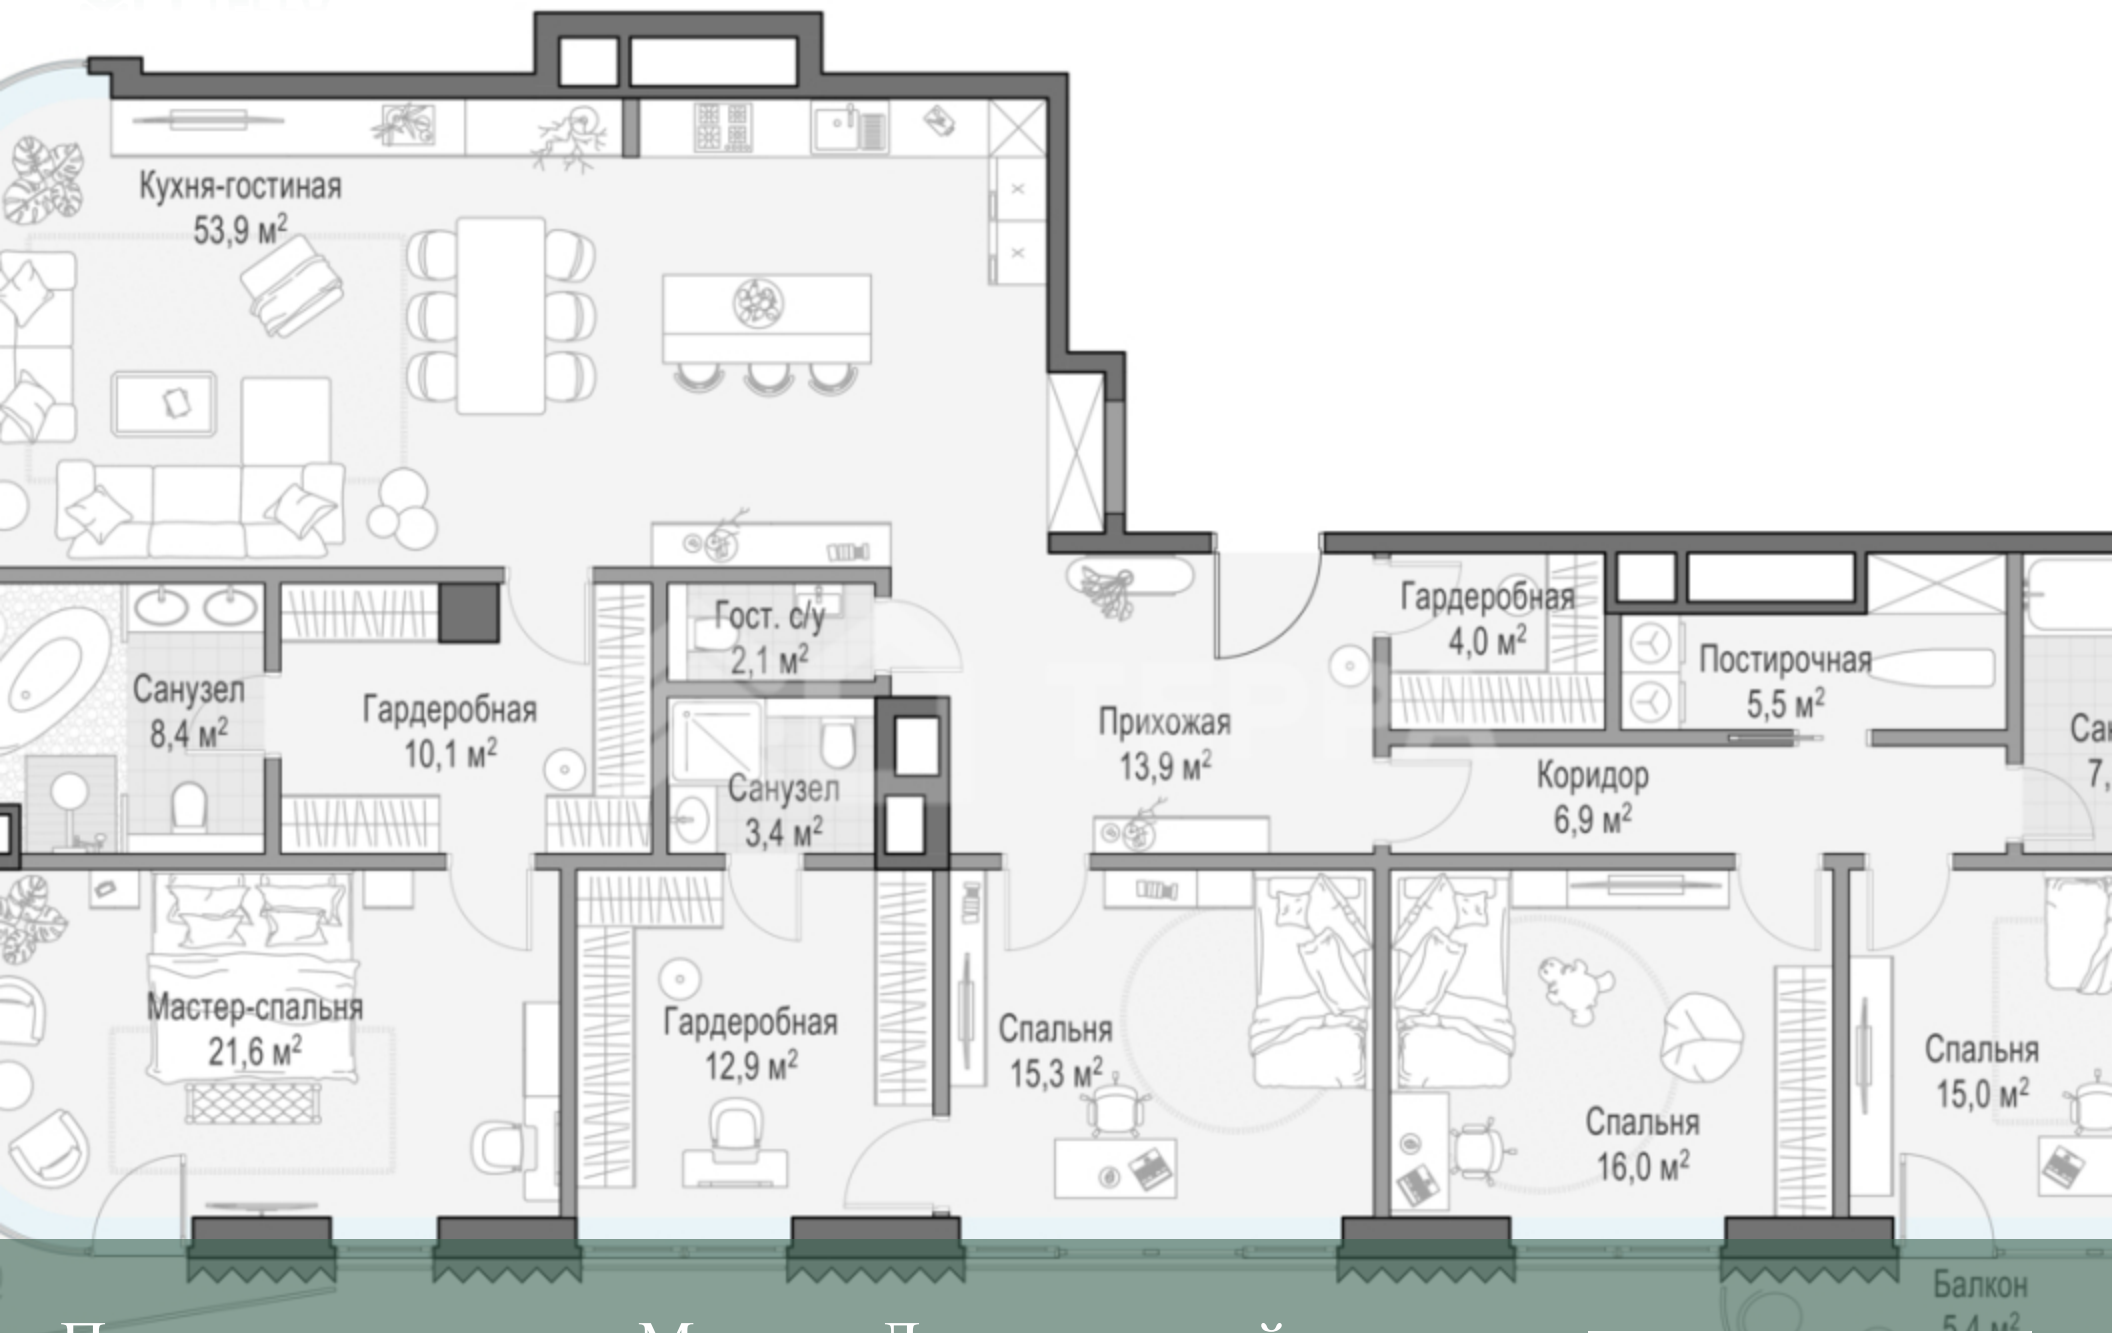 Кухня-гостиная
53,9 м²
Гост. с/у
2,1 м²
Гардеробная
4,0 м²
Постирочная
5,5 м²
Санузел
8,4 м²
Гардеробная
10,1 м²
Санузел
3,4 м²
Прихожая
13,9 м²
Коридор
6,9 м²
Мастер-спальня
21,6 м²
Гардеробная
12,9 м²
Спальня
15,3 м²
Спальня
16,0 м²
Спальня
15,0 м²
Балкон
5,4 м²